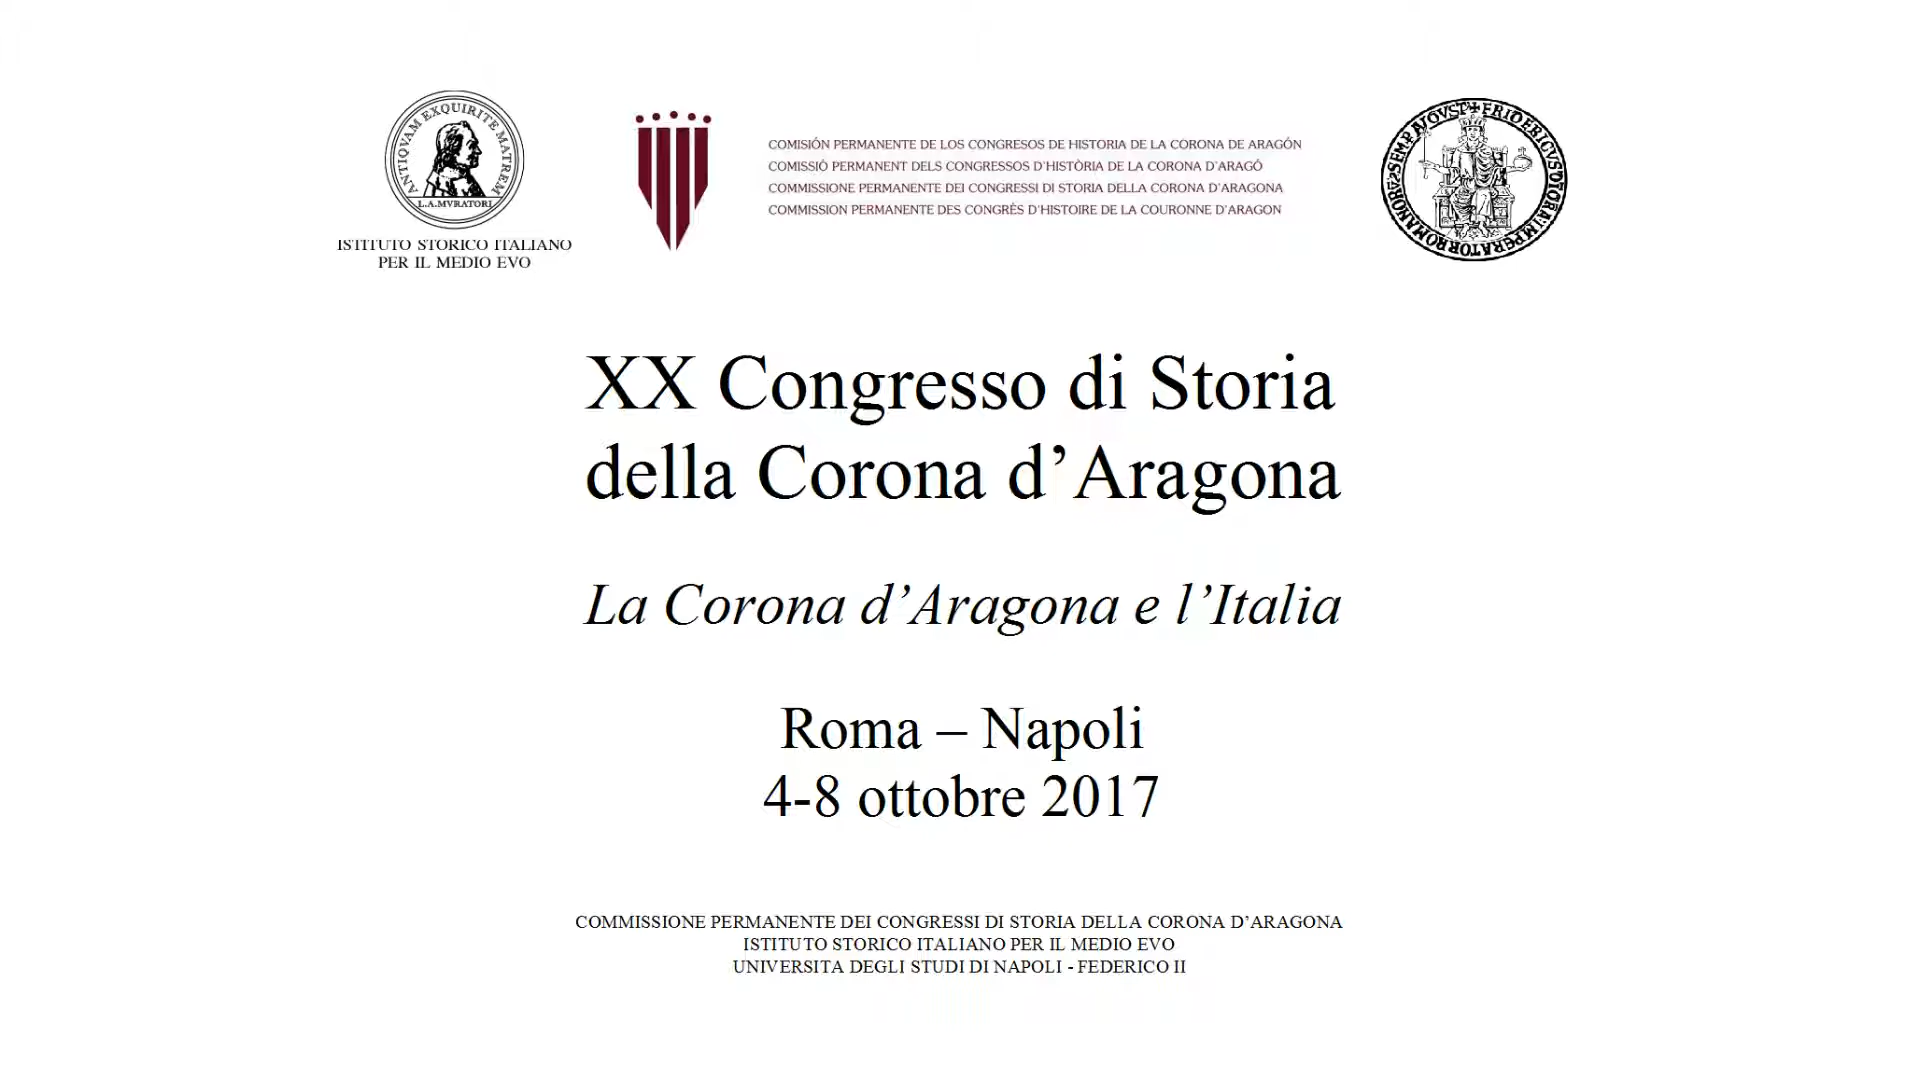 ANTIQVAM EXQUIRITE MATREM
L.A.MVRATORI
ISTITUTO STORICO ITALIANO
PER IL MEDIO EVO
COMISIÓN PERMANENTE DE LOS CONGRESOS DE HISTORIA DE LA CORONA DE ARAGÓN
COMISSIÓ PERMANENT DELS CONGRESSOS D'HISTÒRIA DE LA CORONA D'ARAGÓ
COMMISSIONE PERMANENTE DEI CONGRESSI DI STORIA DELLA CORONA D'ARAGONA
COMMISSION PERMANENTE DES CONGRÈS D'HISTOIRE DE LA COURONNE D'ARAGON
XX Congresso di Storia
della Corona d’Aragona
La Corona d’Aragona e l’Italia
Roma – Napoli
4-8 ottobre 2017
COMMISSIONE PERMANENTE DEI CONGRESSI DI STORIA DELLA CORONA D’ARAGONA
ISTITUTO STORICO ITALIANO PER IL MEDIO EVO
UNIVERSITA DEGLI STUDI DI NAPOLI - FEDERICO II